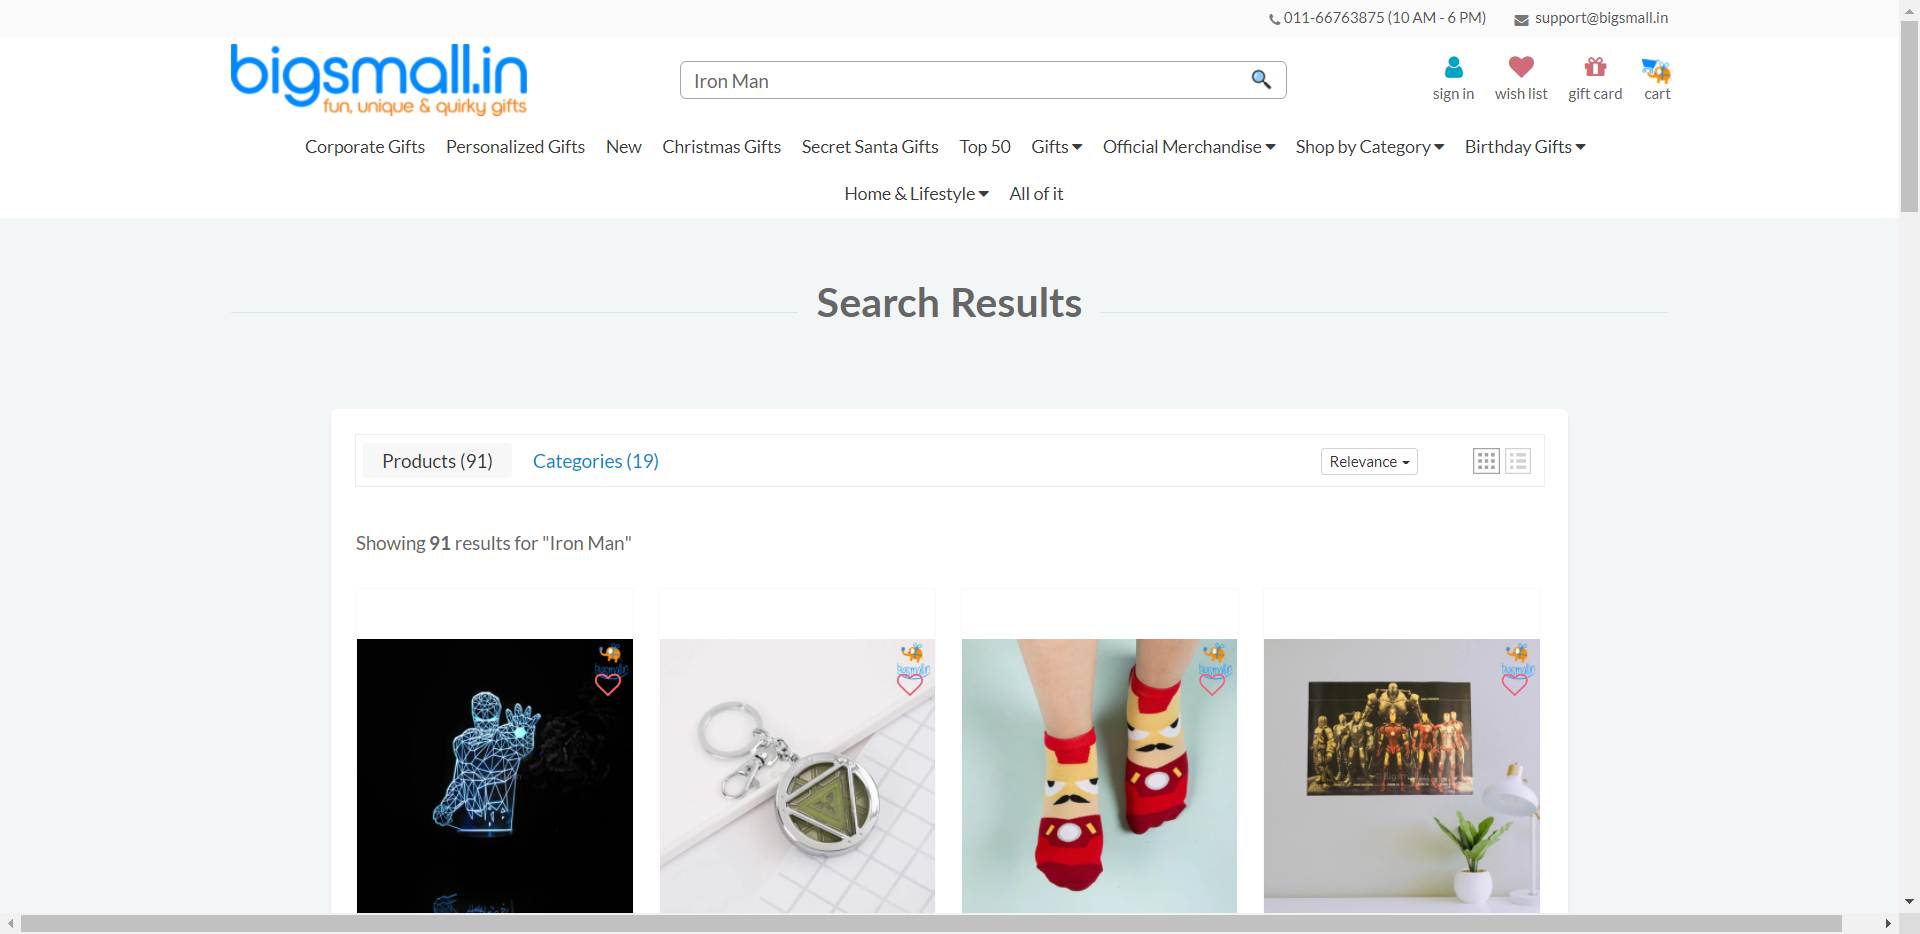 011-66763875 (10 AM - 6 PM) support@bigsmall.in
bigsmall.in
fun, unique & quirky gifts
Iron Man
sign in wish list gift card cart
Corporate Gifts Personalized Gifts New Christmas Gifts Secret Santa Gifts Top 50 Gifts Official Merchandise Shop by Category Birthday Gifts
Home & Lifestyle All of it
Search Results
Products (91) Categories (19) Relevance
Showing 91 results for "Iron Man"
bigsmall.in bigsmall.in bigsmall.in bigsmall.in
bigsmall.in